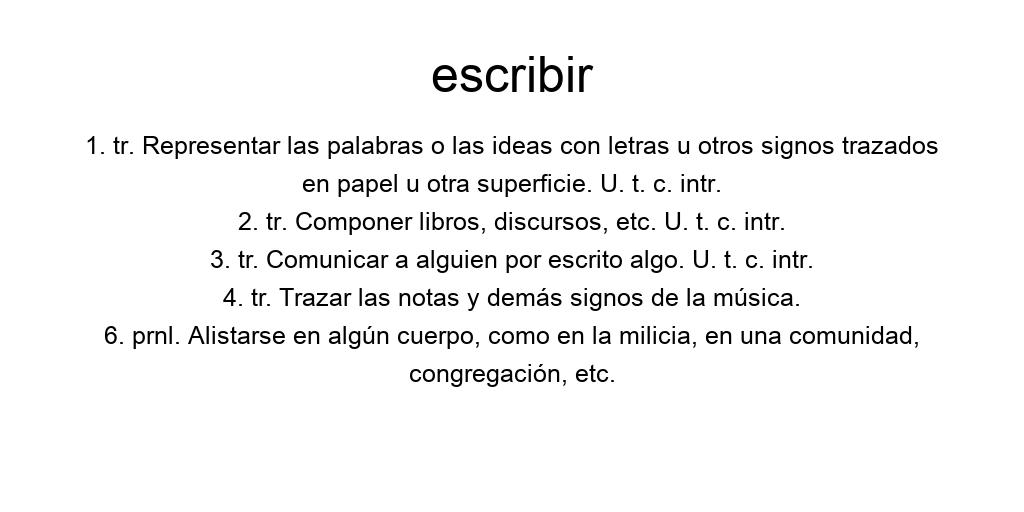 escribir
1. tr. Representar las palabras o las ideas con letras u otros signos trazados
en papel u otra superficie. U. t. c. intr.
2. tr. Componer libros, discursos, etc. U. t. c. intr.
3. tr. Comunicar a alguien por escrito algo. U. t. c. intr.
4. tr. Trazar las notas y demás signos de la música.
6. prnl. Alistarse en algún cuerpo, como en la milicia, en una comunidad,
congregación, etc.